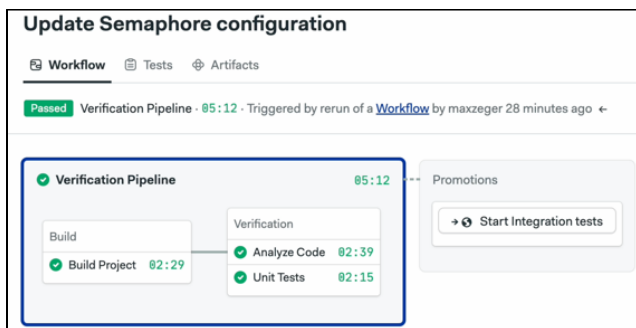 Update Semaphore configuration
Workflow Tests Artifacts
Passed Verification Pipeline · 05:12 · Triggered by rerun of a Workflow by maxzeger 28 minutes ago ←
Verification Pipeline 05:12
Build
Build Project 02:29
Verification
Analyze Code 02:39
Unit Tests 02:15
Promotions
→ Start Integration tests